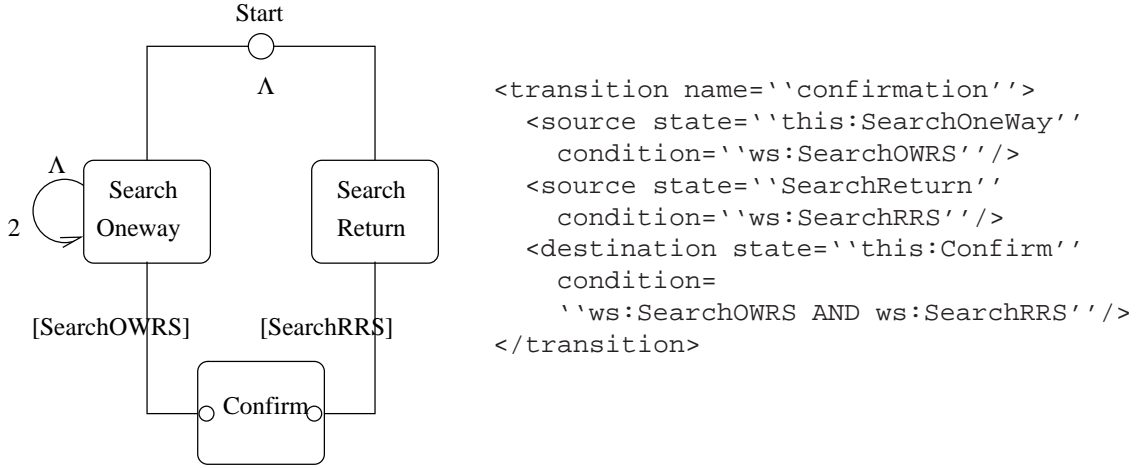 Start
Λ
Λ
2
Search
Oneway
Search
Return
[SearchOWRS]
[SearchRRS]
Confirm
<transition name=‘‘confirmation’’>
<source state=‘‘this:SearchOneWay’’
condition=‘‘ws:SearchOWRS’’/>
<source state=‘‘SearchReturn’’
condition=‘‘ws:SearchRRS’’/>
<destination state=‘‘this:Confirm’’
condition=
‘‘ws:SearchOWRS AND ws:SearchRRS’’/>
</transition>